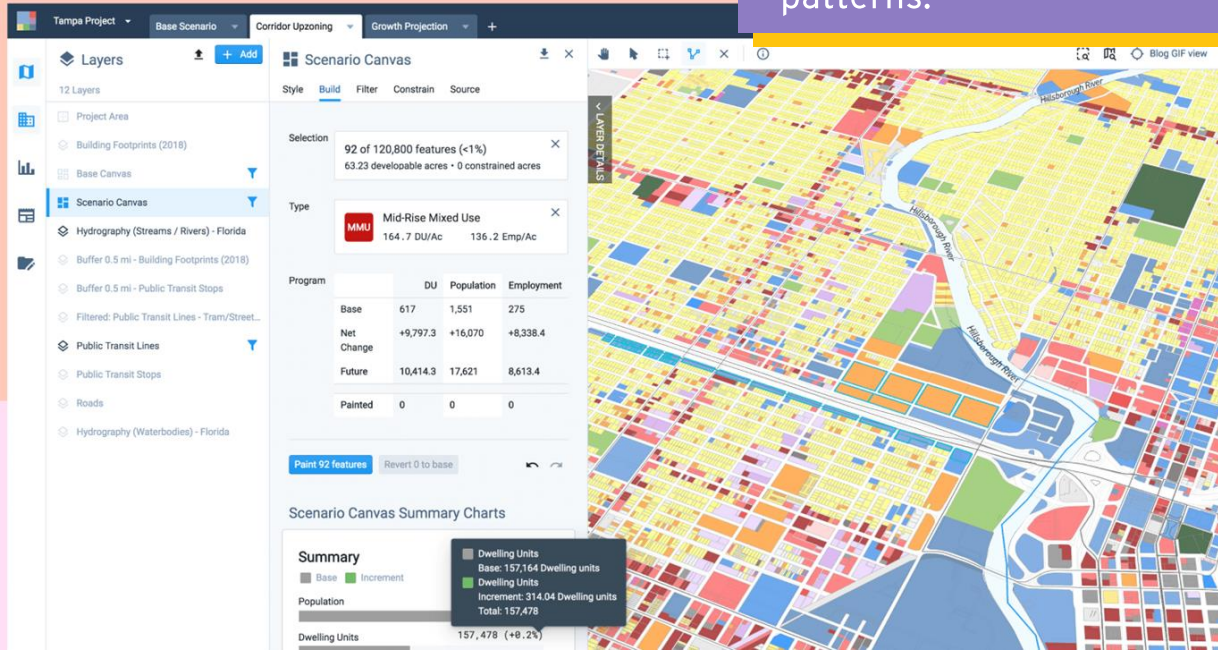 patterns.
Tampa Project
Base Scenario
Corridor Upzoning
Growth Projection
+
Layers
+ Add
12 Layers
Project Area
Building Footprints (2018)
Base Canvas
Scenario Canvas
Hydrography (Streams / Rivers) - Florida
Buffer 0.5 mi - Building Footprints (2018)
Buffer 0.5 mi - Public Transit Stops
Filtered: Public Transit Lines - Tram/Street...
Public Transit Lines
Public Transit Stops
Roads
Hydrography (Waterbodies) - Florida
Scenario Canvas
Style Build Filter Constrain Source
Selection
92 of 120,800 features (<1%)
63.23 developable acres • 0 constrained acres
Type
MMU
Mid-Rise Mixed Use
164.7 DU/Ac 136.2 Emp/Ac
Program
DU Population Employment
Base 617 1,551 275
Net Change +9,797.3 +16,070 +8,338.4
Future 10,414.3 17,621 8,613.4
Painted 0 0 0
Paint 92 features Revert 0 to base
Scenario Canvas Summary Charts
Summary
Base Increment
Population
Dwelling Units 157,478 (+0.2%)
Dwelling Units
Base: 157,164 Dwelling units
Dwelling Units
Increment: 314.04 Dwelling units
Total: 157,478
Blog GIF view
LAYER DETAILS
Hillsborough River
Hillsborough River
Hillsborough River